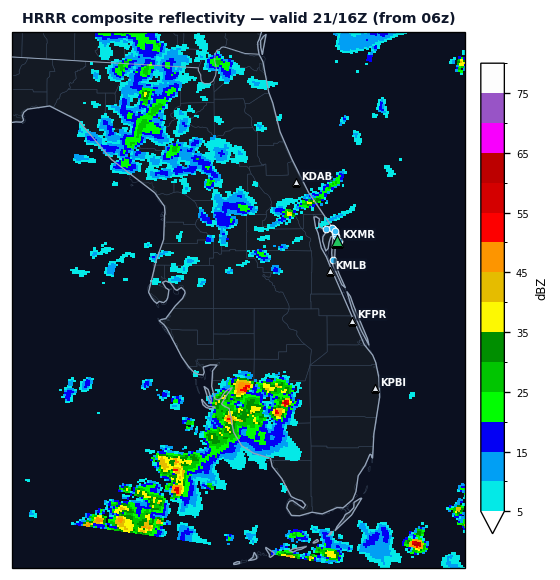 HRRR composite reflectivity — valid 21/16Z (from 06z)
75
KDAB
65
KXMR
55
KMLB
45
dBZ
KFPR
35
KPBI
25
15
5